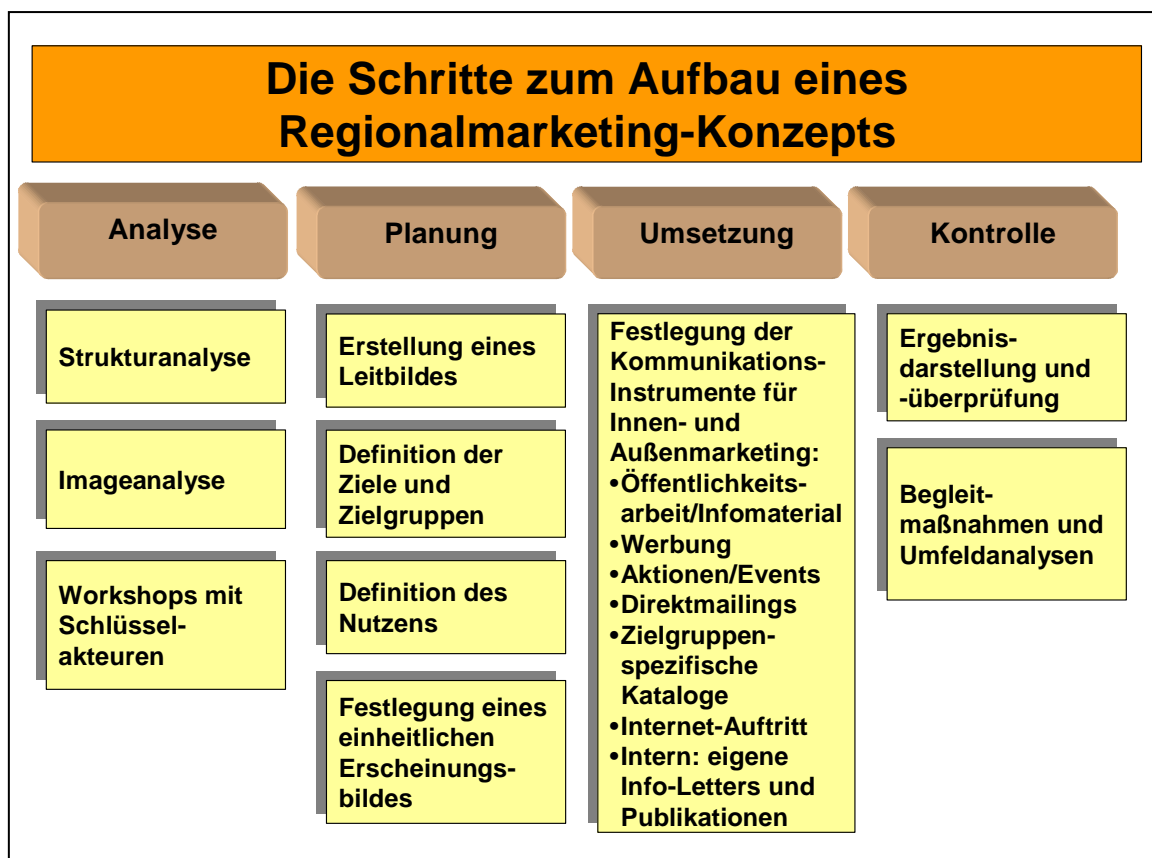 Die Schritte zum Aufbau eines
Regionalmarketing-Konzepts
Analyse
Strukturanalyse
Imageanalyse
Workshops mit
Schlüssel-
akteuren
Planung
Erstellung eines
Leitbildes
Definition der
Ziele und
Zielgruppen
Definition des
Nutzens
Festlegung eines
einheitlichen
Erscheinungs-
bildes
Umsetzung
Festlegung der
Kommunikations-
Instrumente für
Innen- und
Außenmarketing:
•Öffentlichkeits-
arbeit/Infomaterial
•Werbung
•Aktionen/Events
•Direktmailings
•Zielgruppen-
spezifische
Kataloge
•Internet-Auftritt
•Intern: eigene
Info-Letters und
Publikationen
Kontrolle
Ergebnis-
darstellung und
-überprüfung
Begleit-
maßnahmen und
Umfeldanalysen